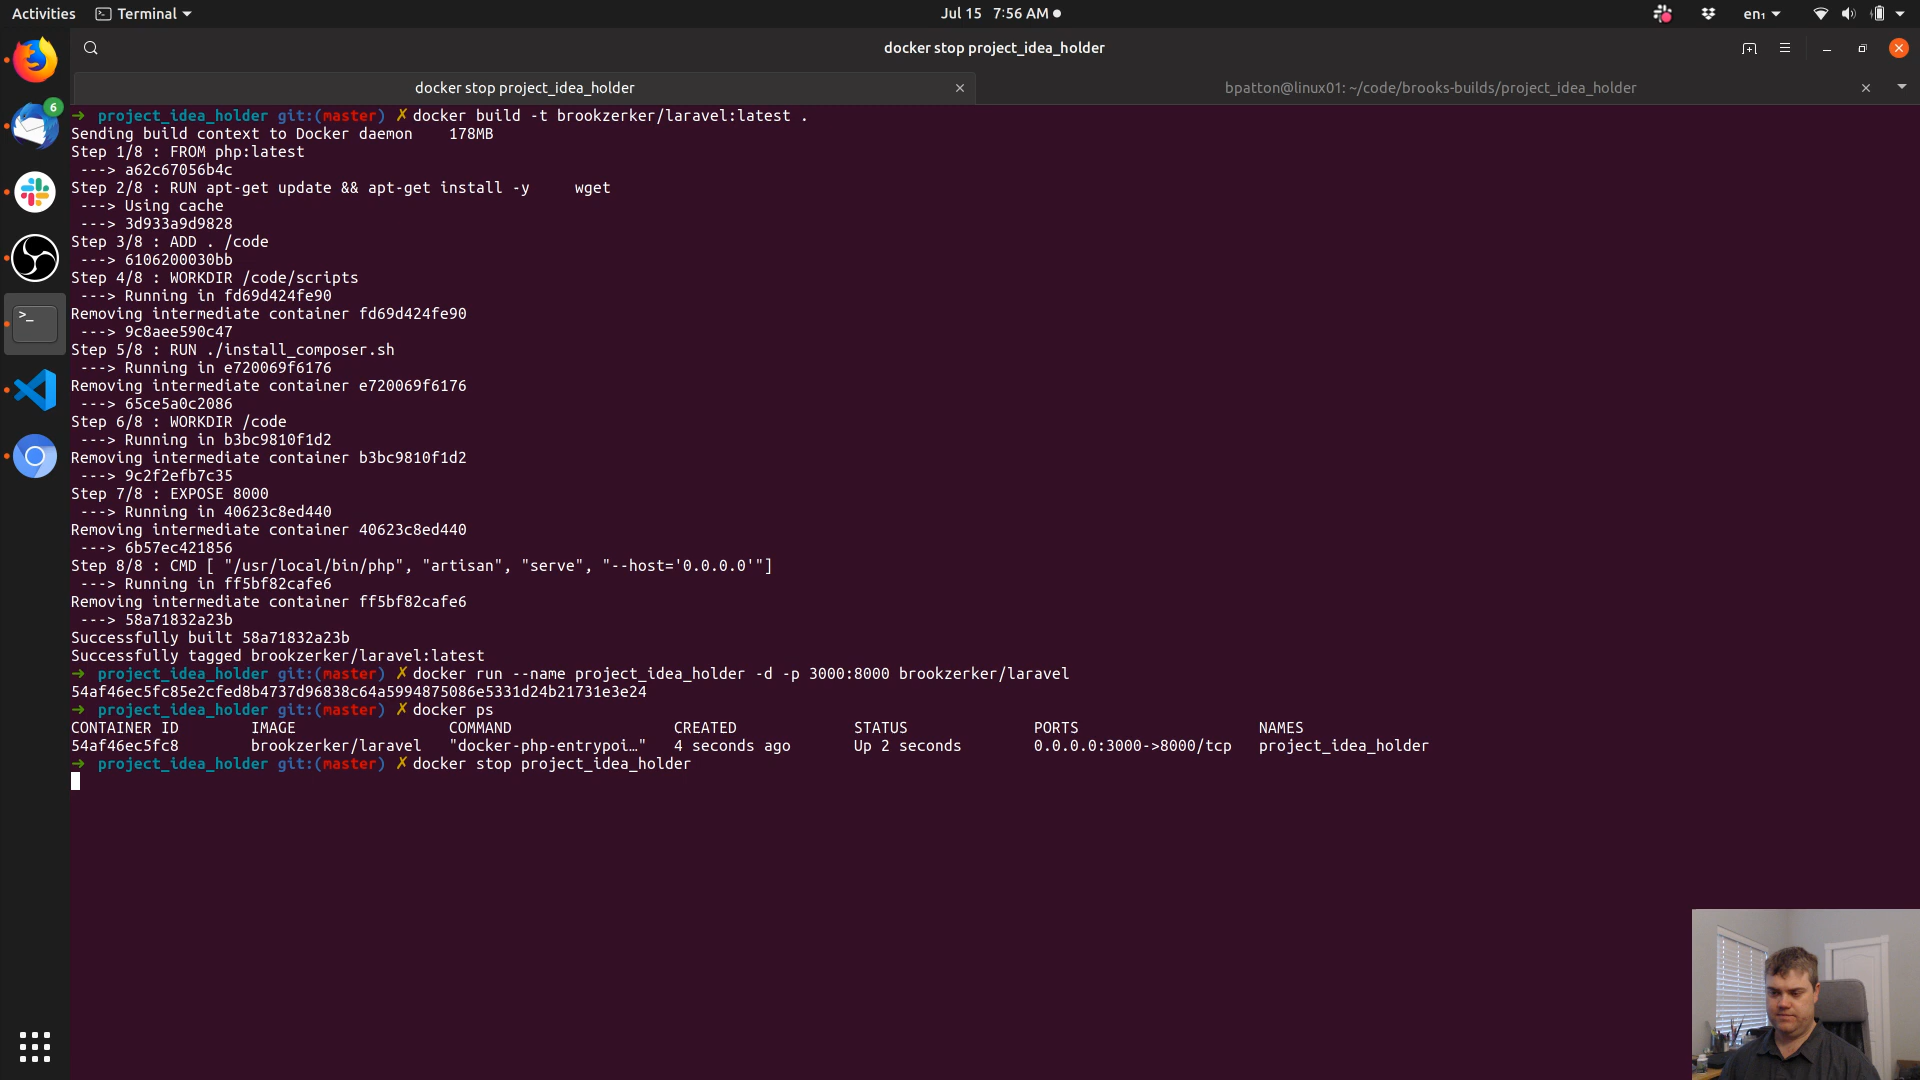 Activities Terminal Jul 15 7:56 AM en₁
docker stop project_idea_holder
docker stop project_idea_holder bpatton@linux01: ~/code/brooks-builds/project_idea_holder
6
→ project_idea_holder git:(master) ✗ docker build -t brookzerker/laravel:latest .
Sending build context to Docker daemon 178MB
Step 1/8 : FROM php:latest
---> a62c67056b4c
Step 2/8 : RUN apt-get update && apt-get install -y wget
---> Using cache
---> 3d933a9d9828
Step 3/8 : ADD . /code
---> 6106200030bb
Step 4/8 : WORKDIR /code/scripts
---> Running in fd69d424fe90
Removing intermediate container fd69d424fe90
---> 9c8aee590c47
Step 5/8 : RUN ./install_composer.sh
---> Running in e720069f6176
Removing intermediate container e720069f6176
---> 65ce5a0c2086
Step 6/8 : WORKDIR /code
---> Running in b3bc9810f1d2
Removing intermediate container b3bc9810f1d2
---> 9c2f2efb7c35
Step 7/8 : EXPOSE 8000
---> Running in 40623c8ed440
Removing intermediate container 40623c8ed440
---> 6b57ec421856
Step 8/8 : CMD [ "/usr/local/bin/php", "artisan", "serve", "--host='0.0.0.0'"]
---> Running in ff5bf82cafe6
Removing intermediate container ff5bf82cafe6
---> 58a71832a23b
Successfully built 58a71832a23b
Successfully tagged brookzerker/laravel:latest
→ project_idea_holder git:(master) ✗ docker run --name project_idea_holder -d -p 3000:8000 brookzerker/laravel
54af46ec5fc85e2cfed8b4737d96838c64a5994875086e5331d24b21731e3e24
→ project_idea_holder git:(master) ✗ docker ps
CONTAINER ID IMAGE COMMAND CREATED STATUS PORTS NAMES
54af46ec5fc8 brookzerker/laravel "docker-php-entrypoi…" 4 seconds ago Up 2 seconds 0.0.0.0:3000->8000/tcp project_idea_holder
→ project_idea_holder git:(master) ✗ docker stop project_idea_holder